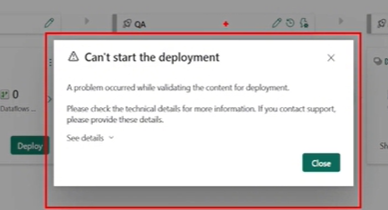 QA
Can't start the deployment
A problem occurred while validating the content for deployment.
Please check the technical details for more information. If you contact support,
please provide these details.
See details
Close
0
Dataflows ...
Deploy
D